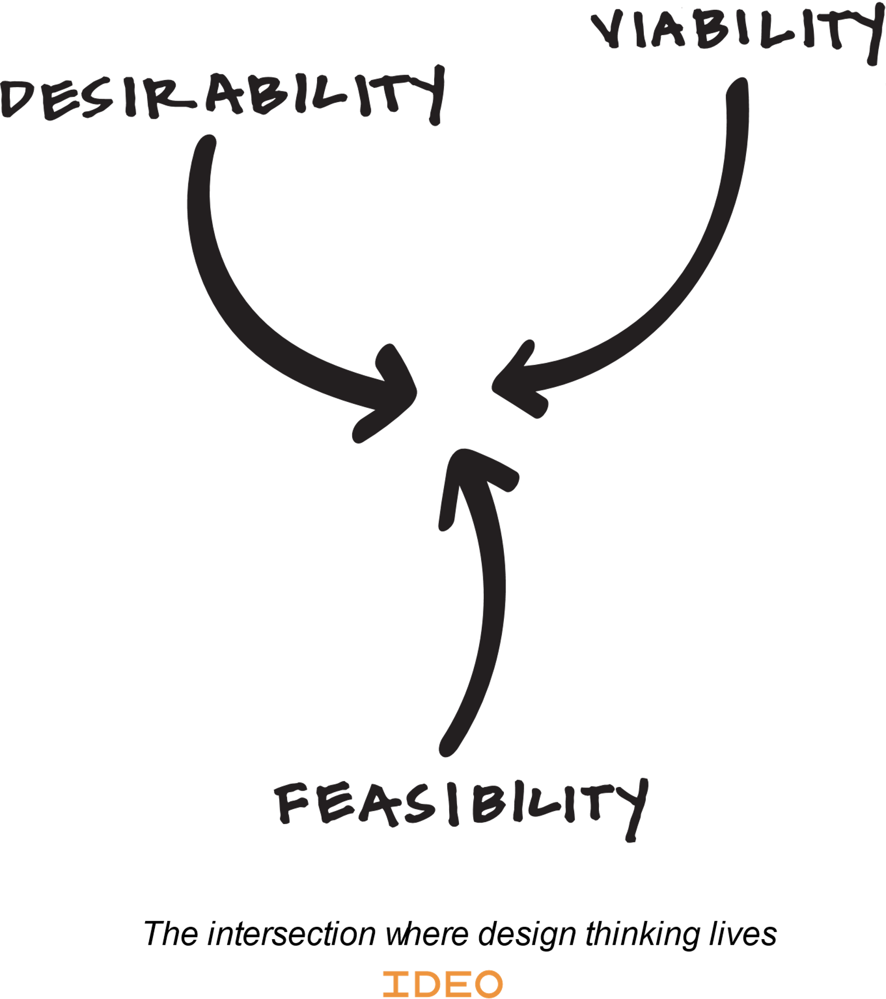 VIABILITY
DESIRABILITY
FEASIBILITY
The intersection where design thinking lives
IDEO